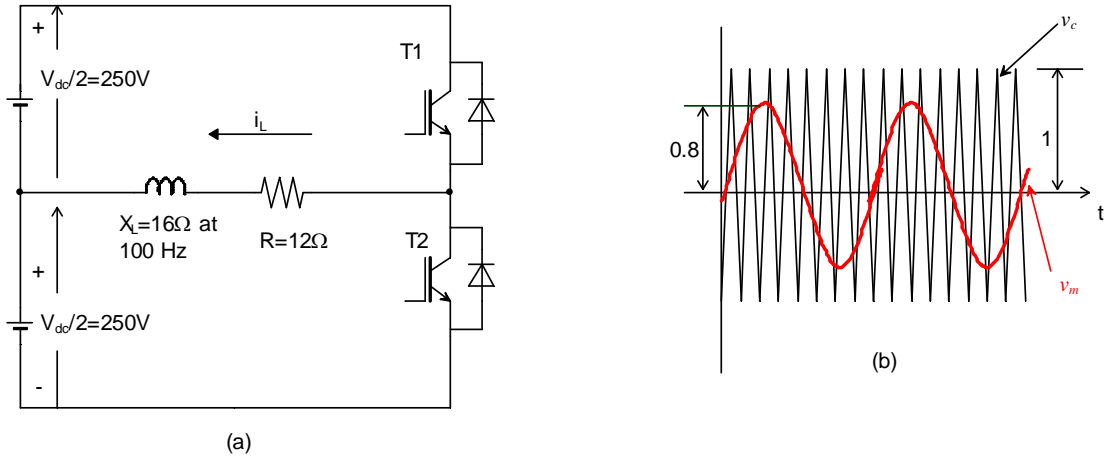 +
V_dc/2=250V
i_L
T1
X_L=16Ω at
100 Hz
R=12Ω
T2
+
V_dc/2=250V
-
(a)
v_c
0.8
1
t
v_m
(b)